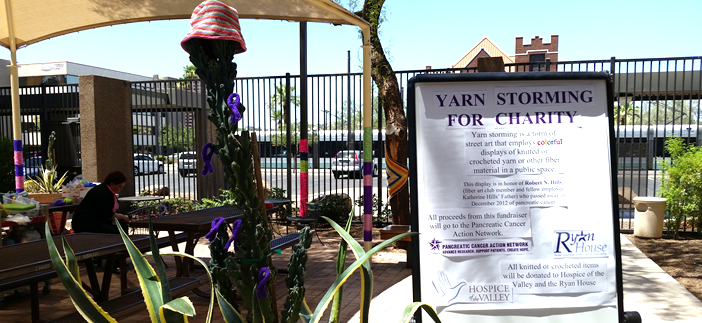 YARN STORMING
FOR CHARITY
Yarn storming is a form of
street art that employs colorful
displays of knitted or
crocheted yarn or other fiber
material in a public space.
This display is in honor of Robert N. Hills
(fiber art club member and fellow employee
Katherine Hills' Father) who passed away
December 2012 of pancreatic cancer
All proceeds from this fundraiser
will go to the Pancreatic Cancer
Action Network.
PANCREATIC CANCER ACTION NETWORK
ADVANCE RESEARCH. SUPPORT PATIENTS. CREATE HOPE.
Ryan
House
All knitted or crocheted items
will be donated to Hospice of the
Valley and the Ryan House
HOSPICE
of the VALLEY